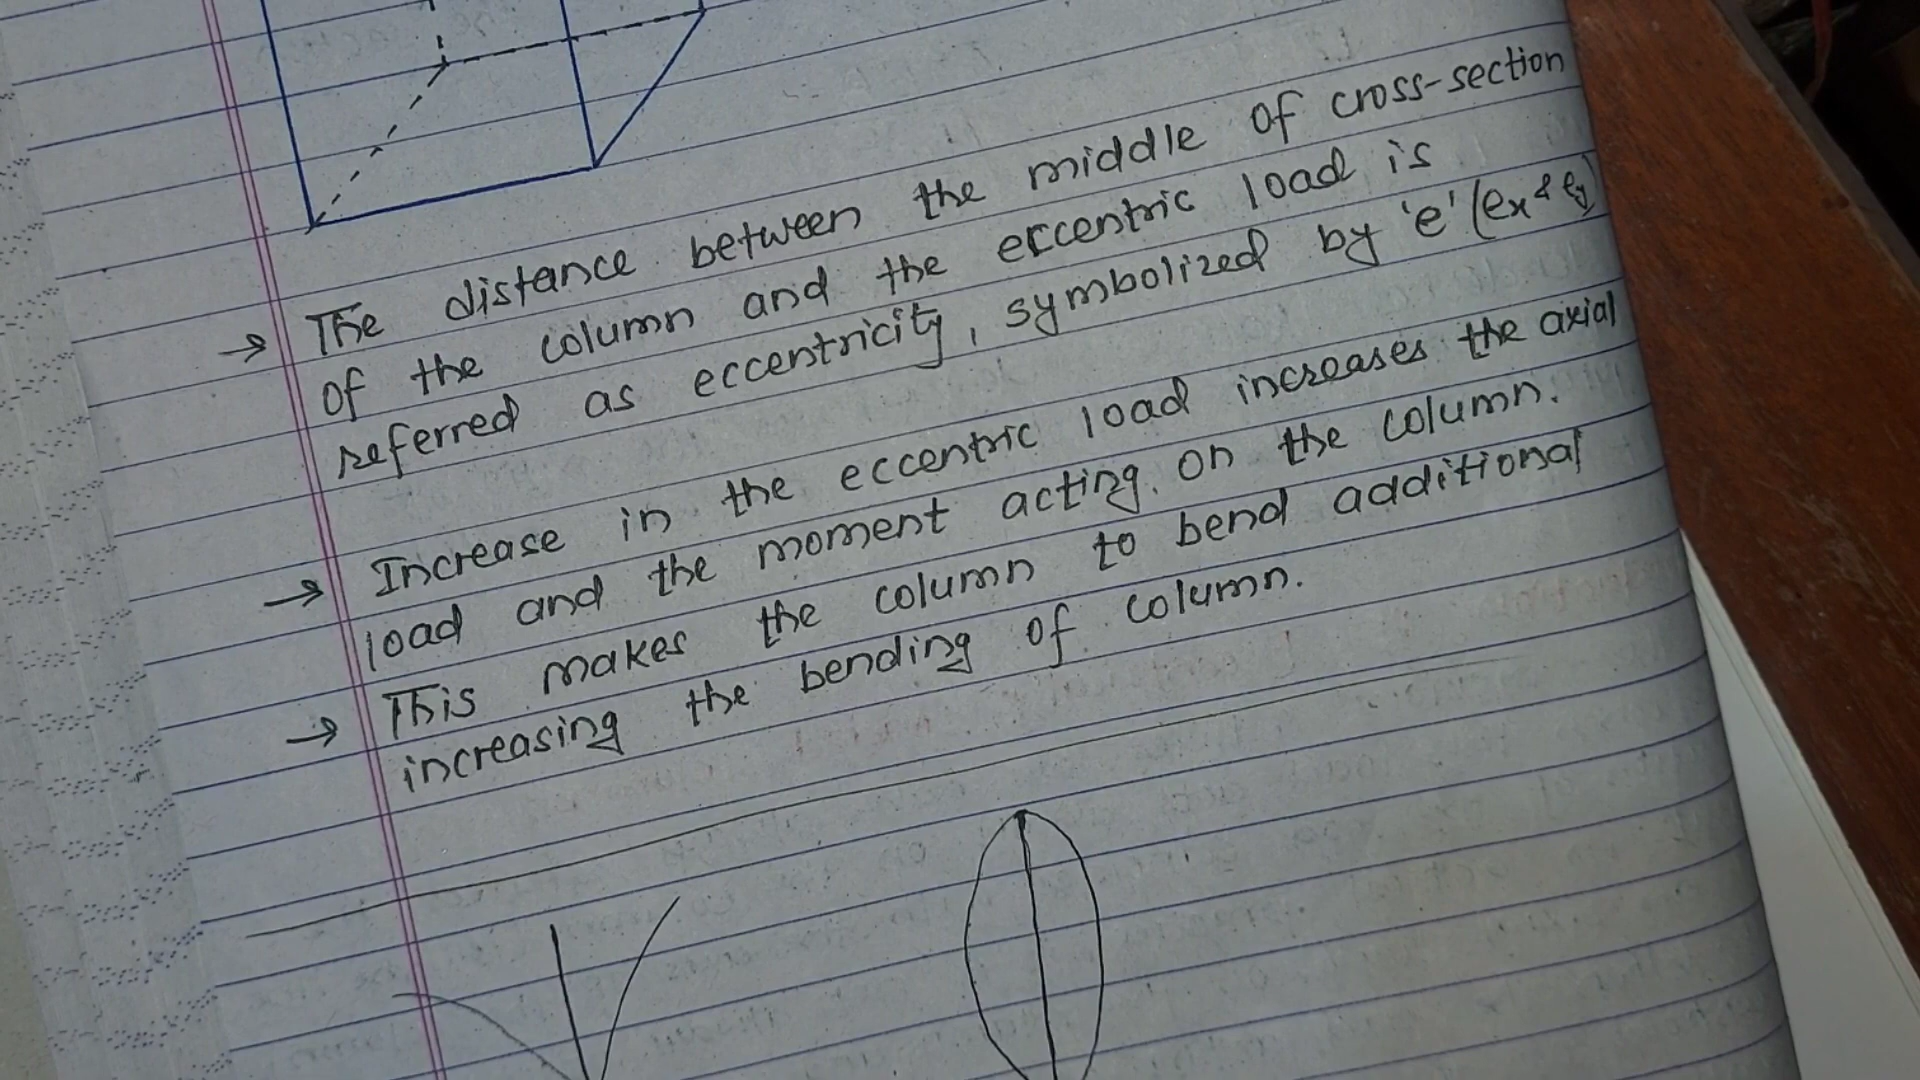 → The distance between the middle of cross-section
of the column and the eccentric load is
referred as eccentricity, symbolized by 'e' (ex & ey)
→ Increase in the eccentric load increases the axial
load and the moment acting on the column.
→ This makes the column to bend additional
increasing the bending of column.